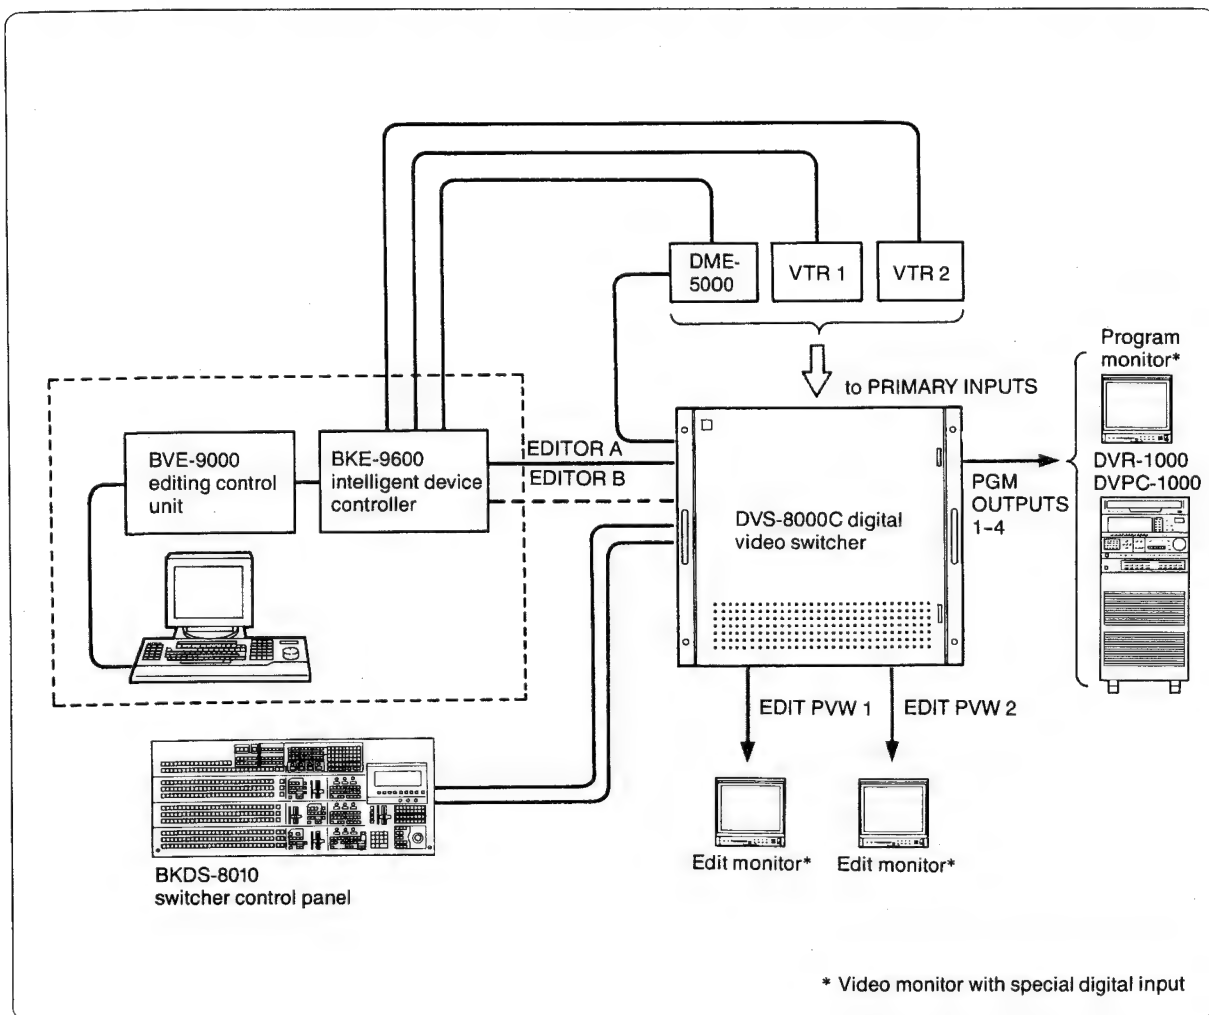 DME-
5000
VTR 1
VTR 2
Program
monitor*
to PRIMARY INPUTS
DVR-1000
DVPC-1000
BVE-9000
editing control
unit
BKE-9600
intelligent device
controller
EDITOR A
EDITOR B
PGM
OUTPUTS
1–4
DVS-8000C digital
video switcher
EDIT PVW 1
EDIT PVW 2
Edit monitor*
Edit monitor*
BKDS-8010
switcher control panel
* Video monitor with special digital input